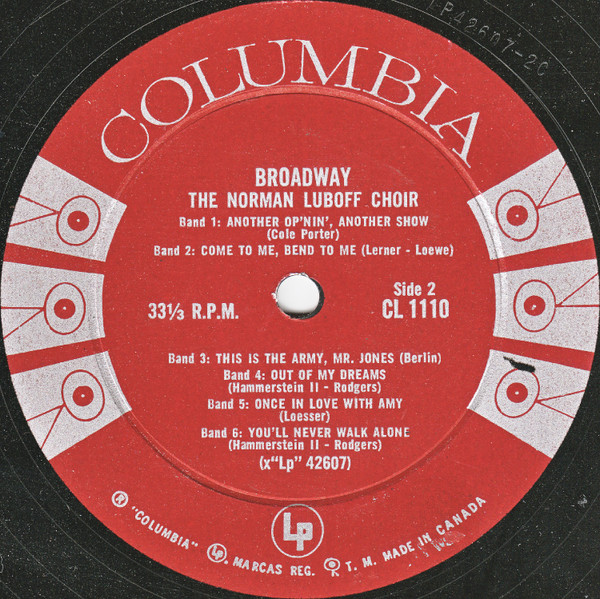 LP42607-2C
COLUMBIA
BROADWAY
THE NORMAN LUBOFF CHOIR
Band 1: ANOTHER OP'NIN', ANOTHER SHOW
(Cole Porter)
Band 2: COME TO ME, BEND TO ME (Lerner - Loewe)
33⅓ R.P.M.
Side 2
CL 1110
Band 3: THIS IS THE ARMY, MR. JONES (Berlin)
Band 4: OUT OF MY DREAMS
(Hammerstein II - Rodgers)
Band 5: ONCE IN LOVE WITH AMY
(Loesser)
Band 6: YOU'LL NEVER WALK ALONE
(Hammerstein II - Rodgers)
(x"Lp" 42607)
Lp
® "COLUMBIA" Lp. MARCAS REG. T. M. MADE IN CANADA